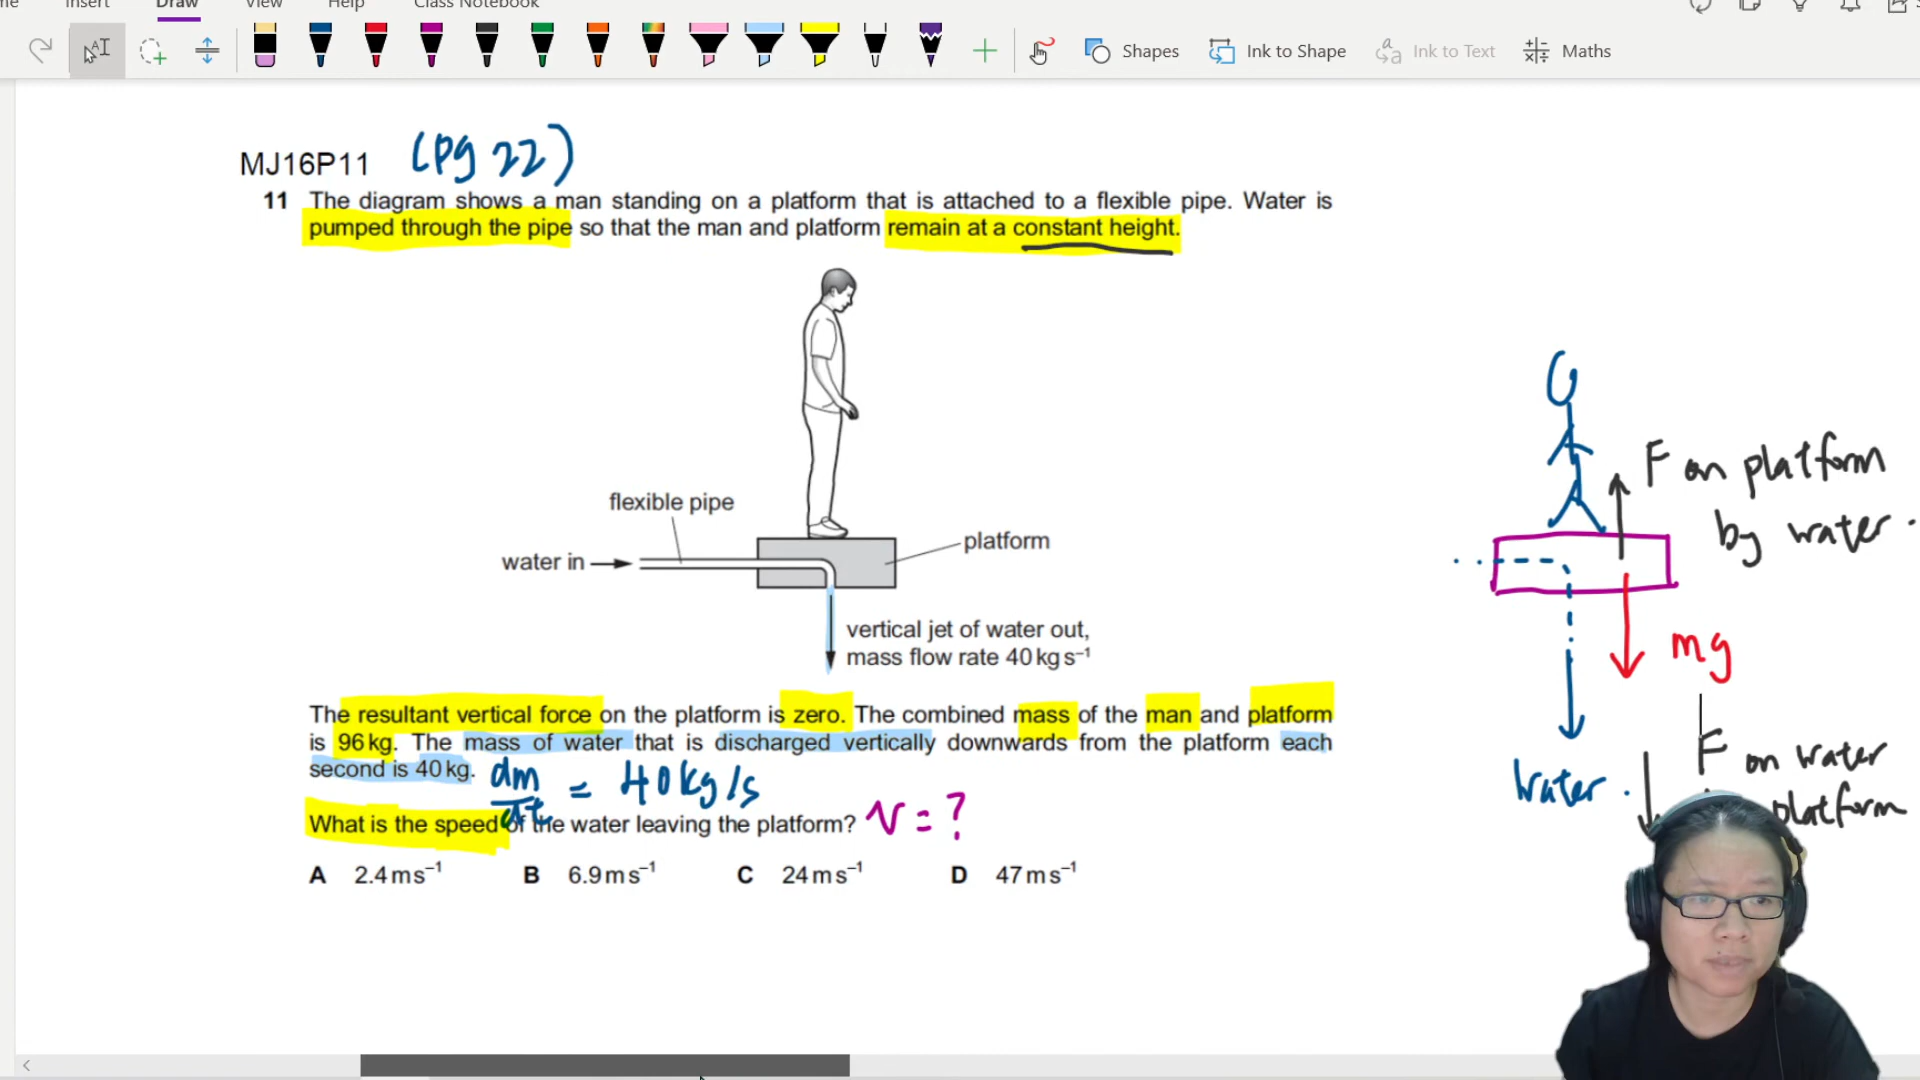 Insert Draw View Help Class Notebook
Shapes Ink to Shape Ink to Text Maths
MJ16P11 (pg 22)
11 The diagram shows a man standing on a platform that is attached to a flexible pipe. Water is
pumped through the pipe so that the man and platform remain at a constant height.
flexible pipe
water in
platform
vertical jet of water out,
mass flow rate 40 kg s⁻¹
F on platform
by water.
mg
Water.
F on water
platform
The resultant vertical force on the platform is zero. The combined mass of the man and platform
is 96 kg. The mass of water that is discharged vertically downwards from the platform each
second is 40 kg. dm/dt = 40kg/s
What is the speed of the water leaving the platform? v = ?
A 2.4 m s⁻¹ B 6.9 m s⁻¹ C 24 m s⁻¹ D 47 m s⁻¹